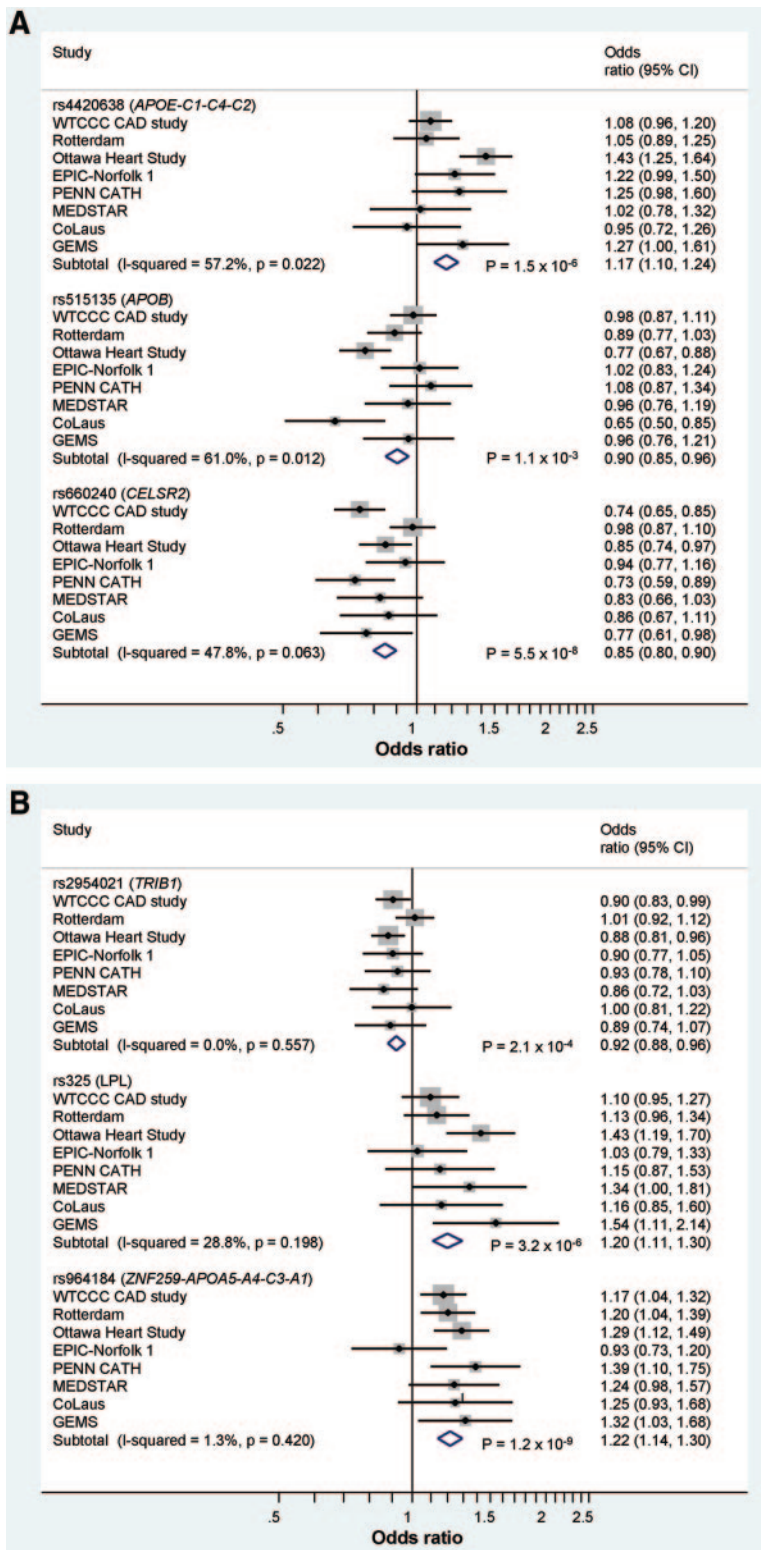 A
Study Odds
ratio (95% CI)
rs4420638 (APOE-C1-C4-C2)
WTCCC CAD study 1.08 (0.96, 1.20)
Rotterdam 1.05 (0.89, 1.25)
Ottawa Heart Study 1.43 (1.25, 1.64)
EPIC-Norfolk 1 1.22 (0.99, 1.50)
PENN CATH 1.25 (0.98, 1.60)
MEDSTAR 1.02 (0.78, 1.32)
CoLaus 0.95 (0.72, 1.26)
GEMS 1.27 (1.00, 1.61)
Subtotal (I-squared = 57.2%, p = 0.022) P = 1.5 x 10-6 1.17 (1.10, 1.24)
rs515135 (APOB)
WTCCC CAD study 0.98 (0.87, 1.11)
Rotterdam 0.89 (0.77, 1.03)
Ottawa Heart Study 0.77 (0.67, 0.88)
EPIC-Norfolk 1 1.02 (0.83, 1.24)
PENN CATH 1.08 (0.87, 1.34)
MEDSTAR 0.96 (0.76, 1.19)
CoLaus 0.65 (0.50, 0.85)
GEMS 0.96 (0.76, 1.21)
Subtotal (I-squared = 61.0%, p = 0.012) P = 1.1 x 10-3 0.90 (0.85, 0.96)
rs660240 (CELSR2)
WTCCC CAD study 0.74 (0.65, 0.85)
Rotterdam 0.98 (0.87, 1.10)
Ottawa Heart Study 0.85 (0.74, 0.97)
EPIC-Norfolk 1 0.94 (0.77, 1.16)
PENN CATH 0.73 (0.59, 0.89)
MEDSTAR 0.83 (0.66, 1.03)
CoLaus 0.86 (0.67, 1.11)
GEMS 0.77 (0.61, 0.98)
Subtotal (I-squared = 47.8%, p = 0.063) P = 5.5 x 10-8 0.85 (0.80, 0.90)
.5 1 1.5 2 2.5
Odds ratio
B
Study Odds
ratio (95% CI)
rs2954021 (TRIB1)
WTCCC CAD study 0.90 (0.83, 0.99)
Rotterdam 1.01 (0.92, 1.12)
Ottawa Heart Study 0.88 (0.81, 0.96)
EPIC-Norfolk 1 0.90 (0.77, 1.05)
PENN CATH 0.93 (0.78, 1.10)
MEDSTAR 0.86 (0.72, 1.03)
CoLaus 1.00 (0.81, 1.22)
GEMS 0.89 (0.74, 1.07)
Subtotal (I-squared = 0.0%, p = 0.557) P = 2.1 x 10-4 0.92 (0.88, 0.96)
rs325 (LPL)
WTCCC CAD study 1.10 (0.95, 1.27)
Rotterdam 1.13 (0.96, 1.34)
Ottawa Heart Study 1.43 (1.19, 1.70)
EPIC-Norfolk 1 1.03 (0.79, 1.33)
PENN CATH 1.15 (0.87, 1.53)
MEDSTAR 1.34 (1.00, 1.81)
CoLaus 1.16 (0.85, 1.60)
GEMS 1.54 (1.11, 2.14)
Subtotal (I-squared = 28.8%, p = 0.198) P = 3.2 x 10-6 1.20 (1.11, 1.30)
rs964184 (ZNF259-APOA5-A4-C3-A1)
WTCCC CAD study 1.17 (1.04, 1.32)
Rotterdam 1.20 (1.04, 1.39)
Ottawa Heart Study 1.29 (1.12, 1.49)
EPIC-Norfolk 1 0.93 (0.73, 1.20)
PENN CATH 1.39 (1.10, 1.75)
MEDSTAR 1.24 (0.98, 1.57)
CoLaus 1.25 (0.93, 1.68)
GEMS 1.32 (1.03, 1.68)
Subtotal (I-squared = 1.3%, p = 0.420) P = 1.2 x 10-9 1.22 (1.14, 1.30)
.5 1 1.5 2 2.5
Odds ratio